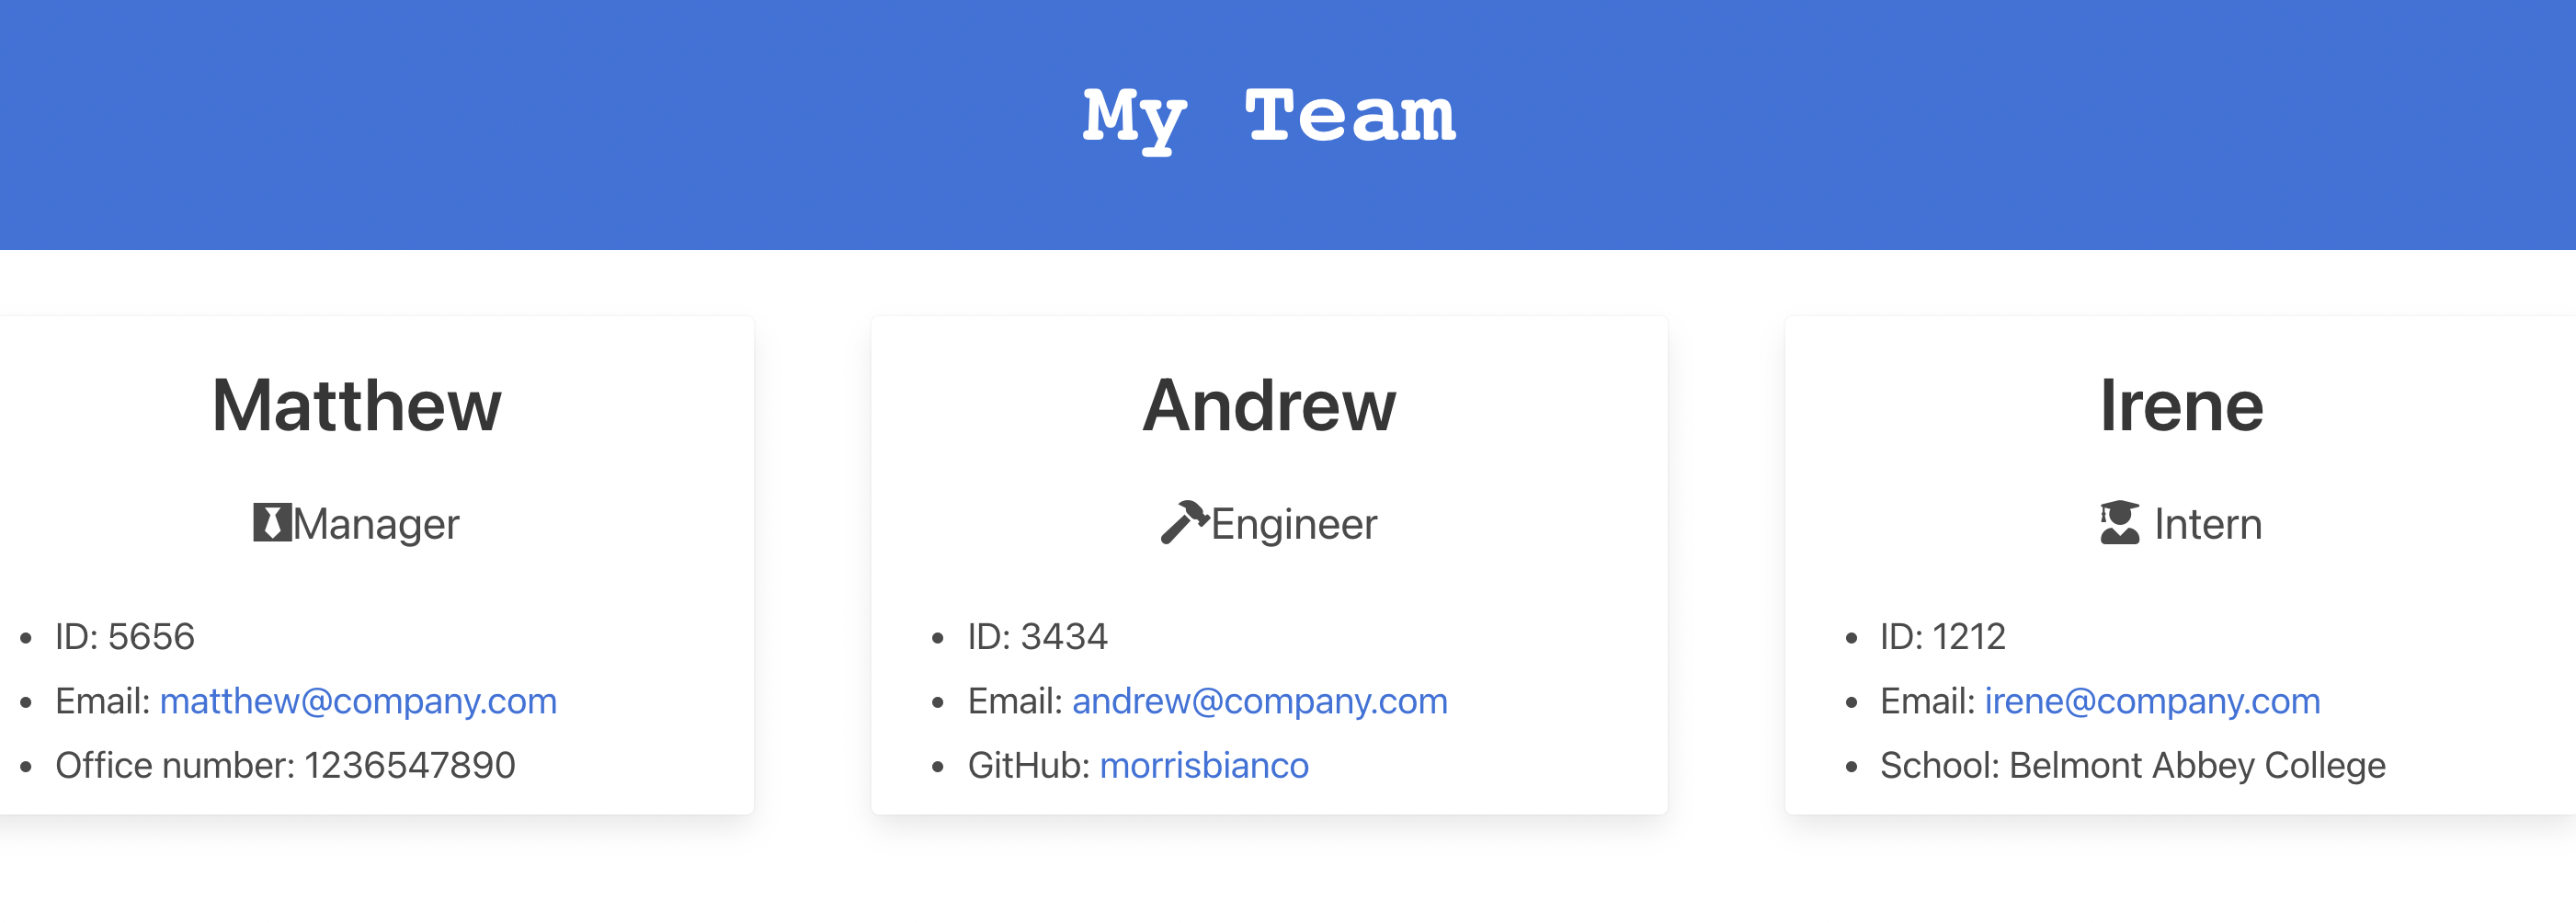 My Team
Matthew
Manager
ID: 5656
Email: matthew@company.com
Office number: 1236547890
Andrew
Engineer
ID: 3434
Email: andrew@company.com
GitHub: morrisbianco
Irene
Intern
ID: 1212
Email: irene@company.com
School: Belmont Abbey College